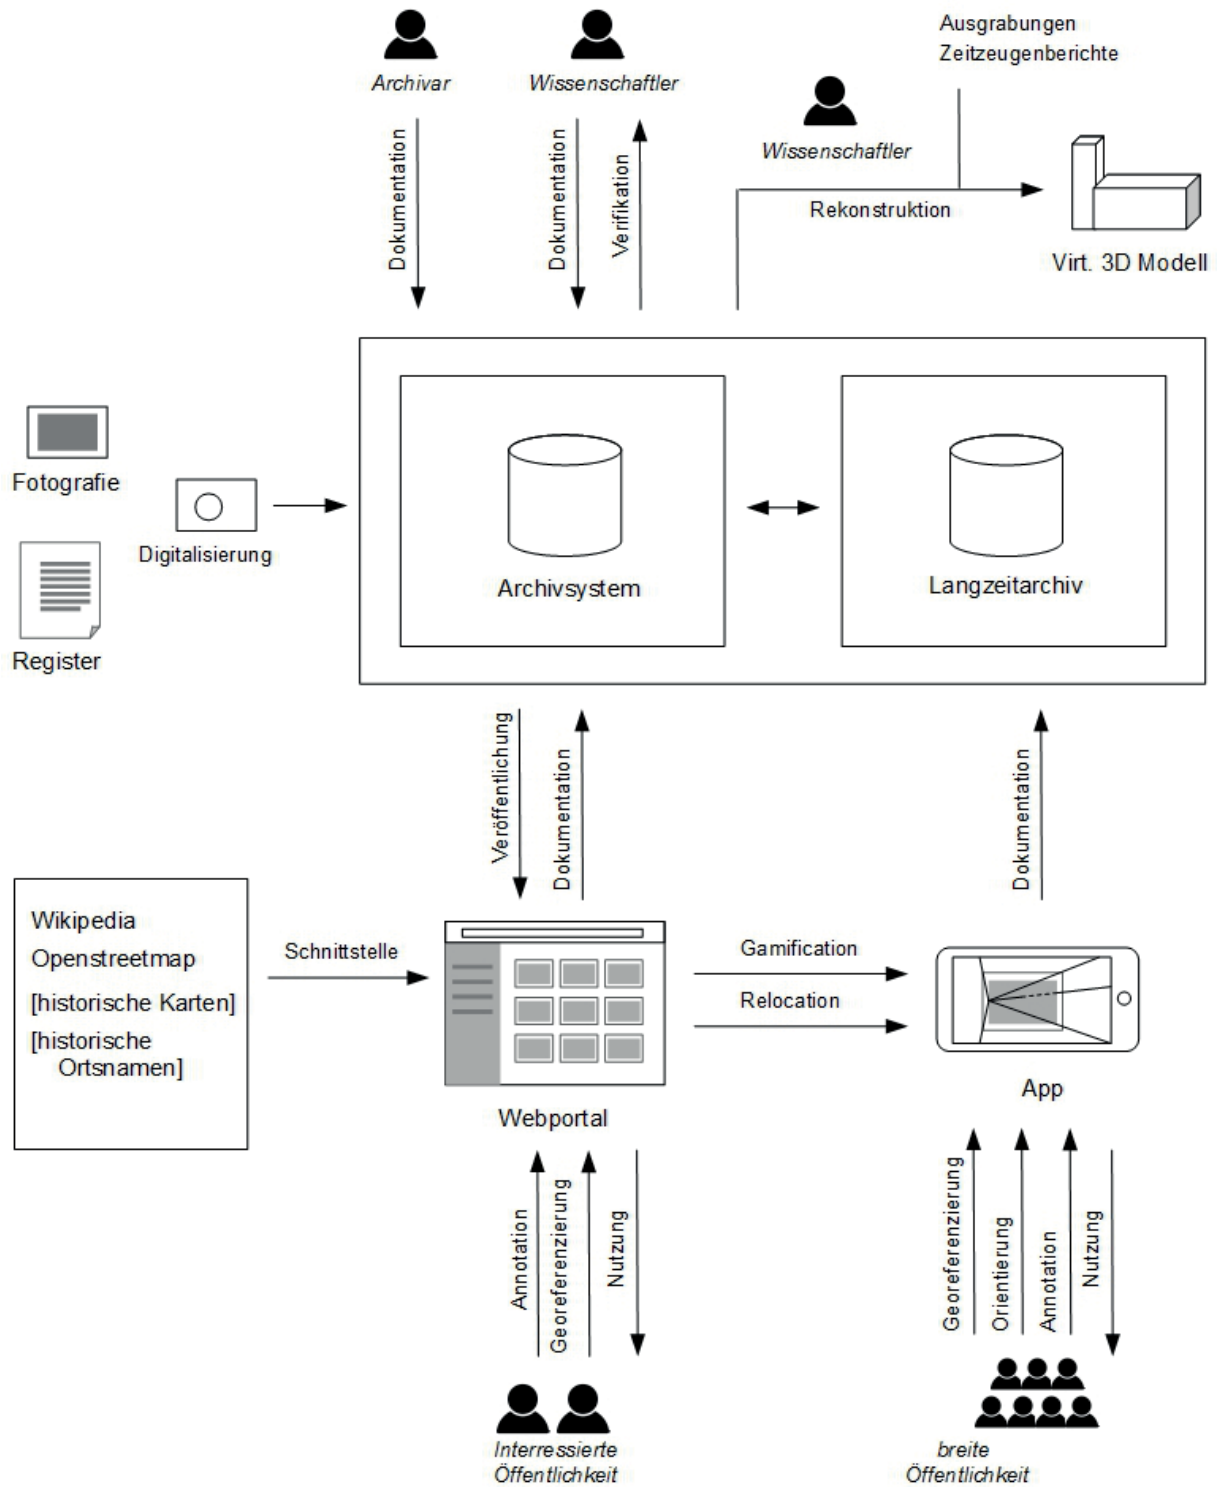 Ausgrabungen
Zeitzeugenberichte
Archivar
Wissenschaftler
Wissenschaftler
Dokumentation
Dokumentation
Verifikation
Rekonstruktion
Virt. 3D Modell
Fotografie
Digitalisierung
Register
Archivsystem
Langzeitarchiv
Veröffentlichung
Dokumentation
Dokumentation
Wikipedia
Openstreetmap
[historische Karten]
[historische
Ortsnamen]
Schnittstelle
Gamification
Relocation
Webportal
App
Annotation
Georeferenzierung
Nutzung
Georeferenzierung
Orientierung
Annotation
Nutzung
Interressierte
Öffentlichkeit
breite
Öffentlichkeit